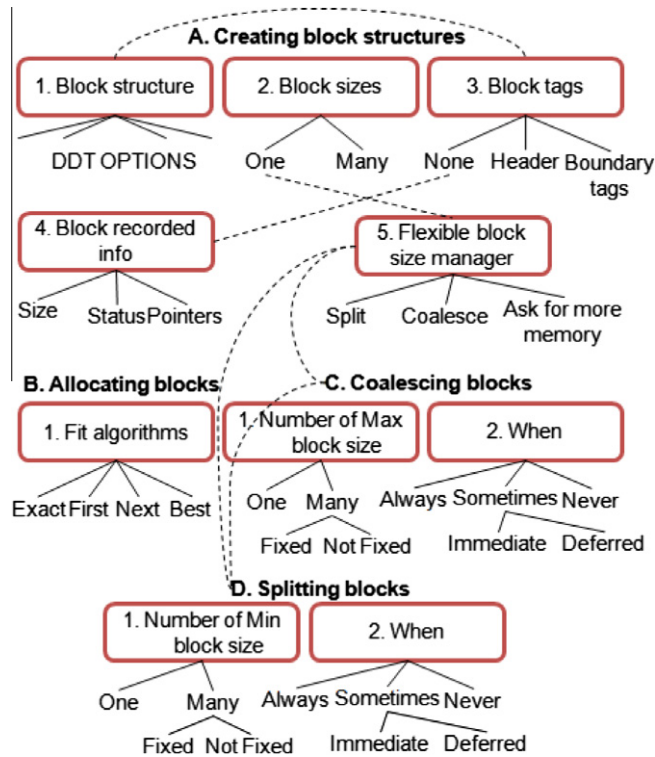 A. Creating block structures
1. Block structure
2. Block sizes
3. Block tags
DDT OPTIONS
One
Many
None
Header
Boundary
tags
4. Block recorded
info
5. Flexible block
size manager
Size
Status
Pointers
Split
Coalesce
Ask for more
memory
B. Allocating blocks
C. Coalescing blocks
1. Fit algorithms
1. Number of Max
block size
2. When
Exact
First
Next
Best
One
Many
Always
Sometimes
Never
Fixed
Not Fixed
Immediate
Deferred
D. Splitting blocks
1. Number of Min
block size
2. When
One
Many
Always
Sometimes
Never
Fixed
Not Fixed
Immediate
Deferred